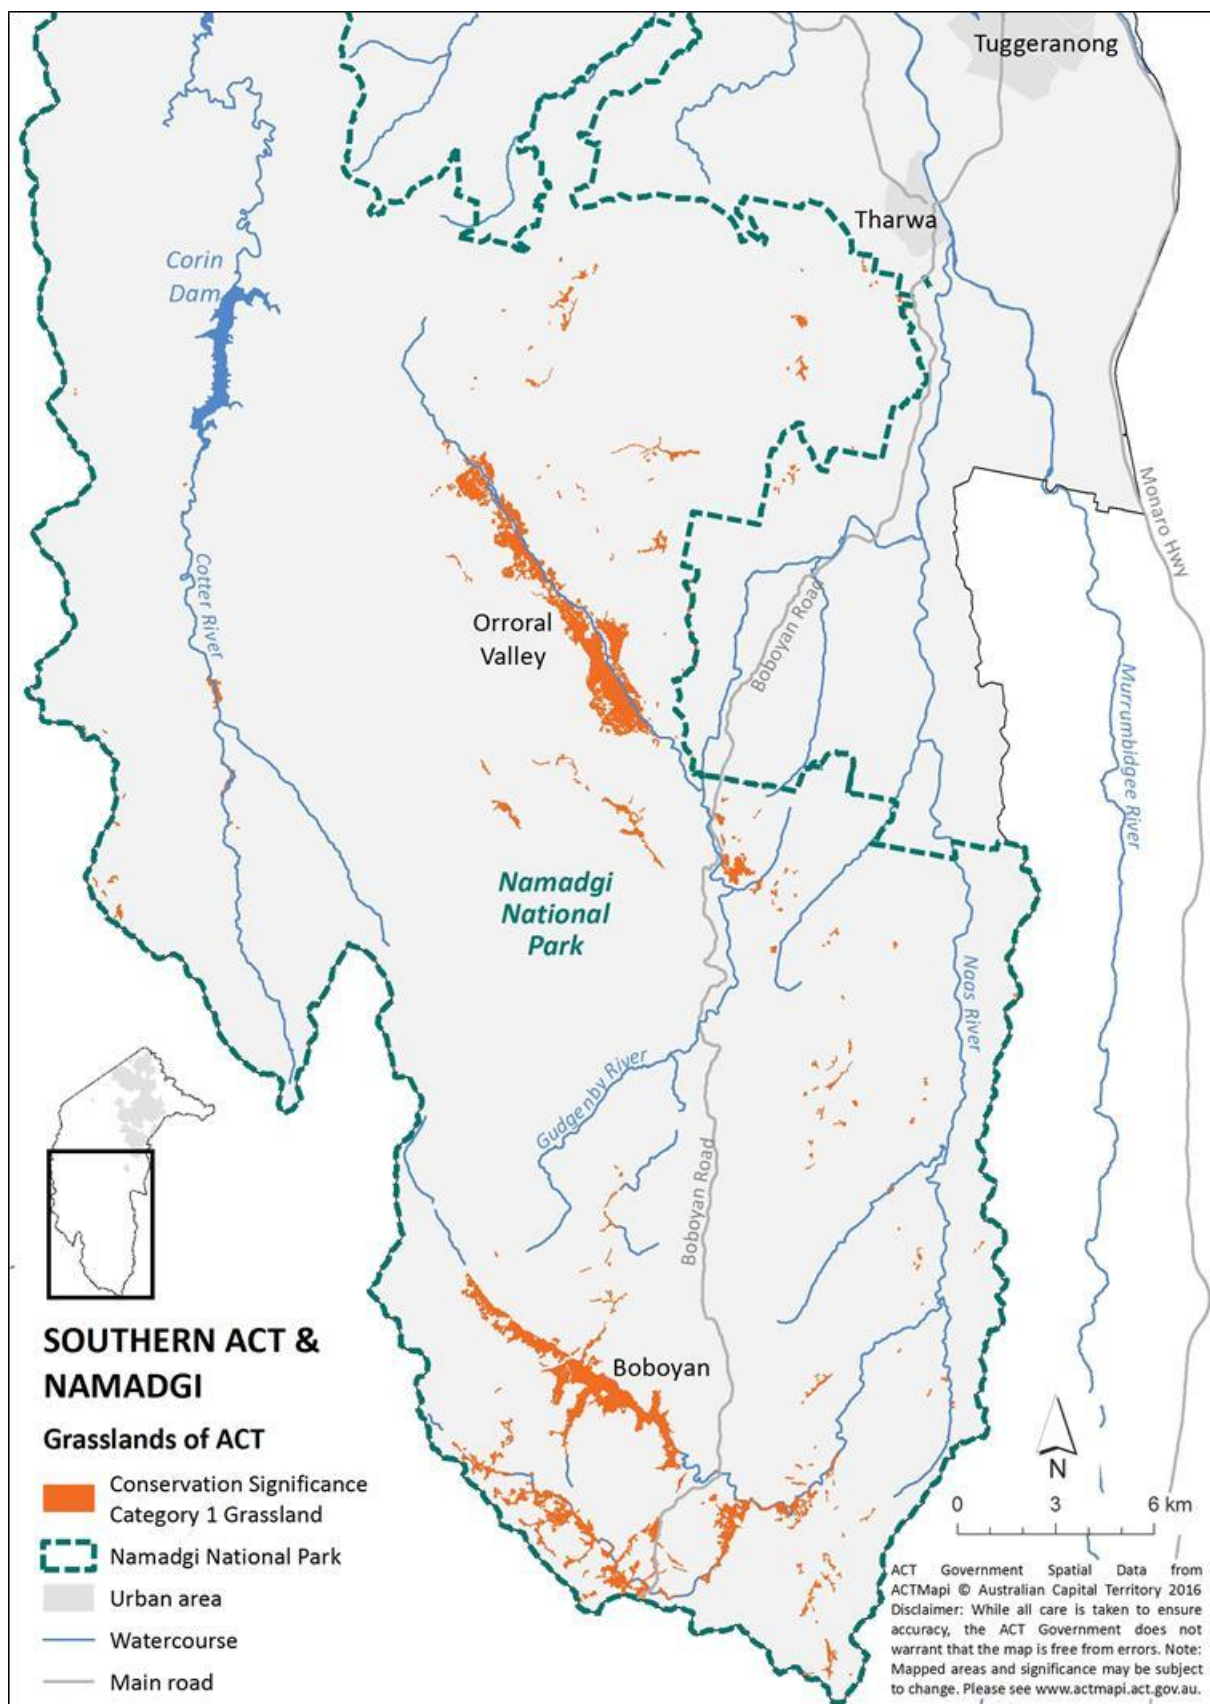 Tuggeranong
Tharwa
Corin
Dam
Monaro Hwy
Cotter River
Orroral
Valley
Boboyan Road
Murrumbidgee River
Namadgi
National
Park
Naas River
Gudgenby River
Boboyan Road
Boboyan
SOUTHERN ACT &
NAMADGI
Grasslands of ACT
Conservation Significance
Category 1 Grassland
Namadgi National Park
Urban area
Watercourse
Main road
N
0 3 6 km
ACT Government Spatial Data from
ACTMapi © Australian Capital Territory 2016
Disclaimer: While all care is taken to ensure
accuracy, the ACT Government does not
warrant that the map is free from errors. Note:
Mapped areas and significance may be subject
to change. Please see www.actmapi.act.gov.au.